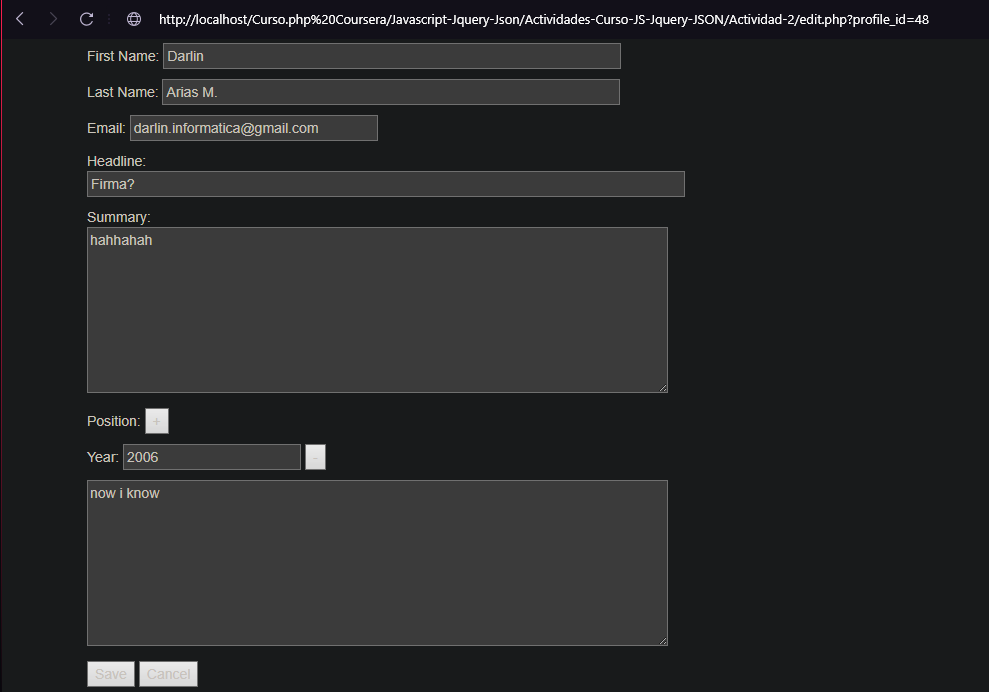 http://localhost/Curso.php%20Coursera/Javascript-Jquery-Json/Actividades-Curso-JS-Jquery-JSON/Actividad-2/edit.php?profile_id=48
First Name: Darlin
Last Name: Arias M.
Email: darlin.informatica@gmail.com
Headline:
Firma?
Summary:
hahhahah
Position: +
Year: 2006 -
now i know
Save Cancel